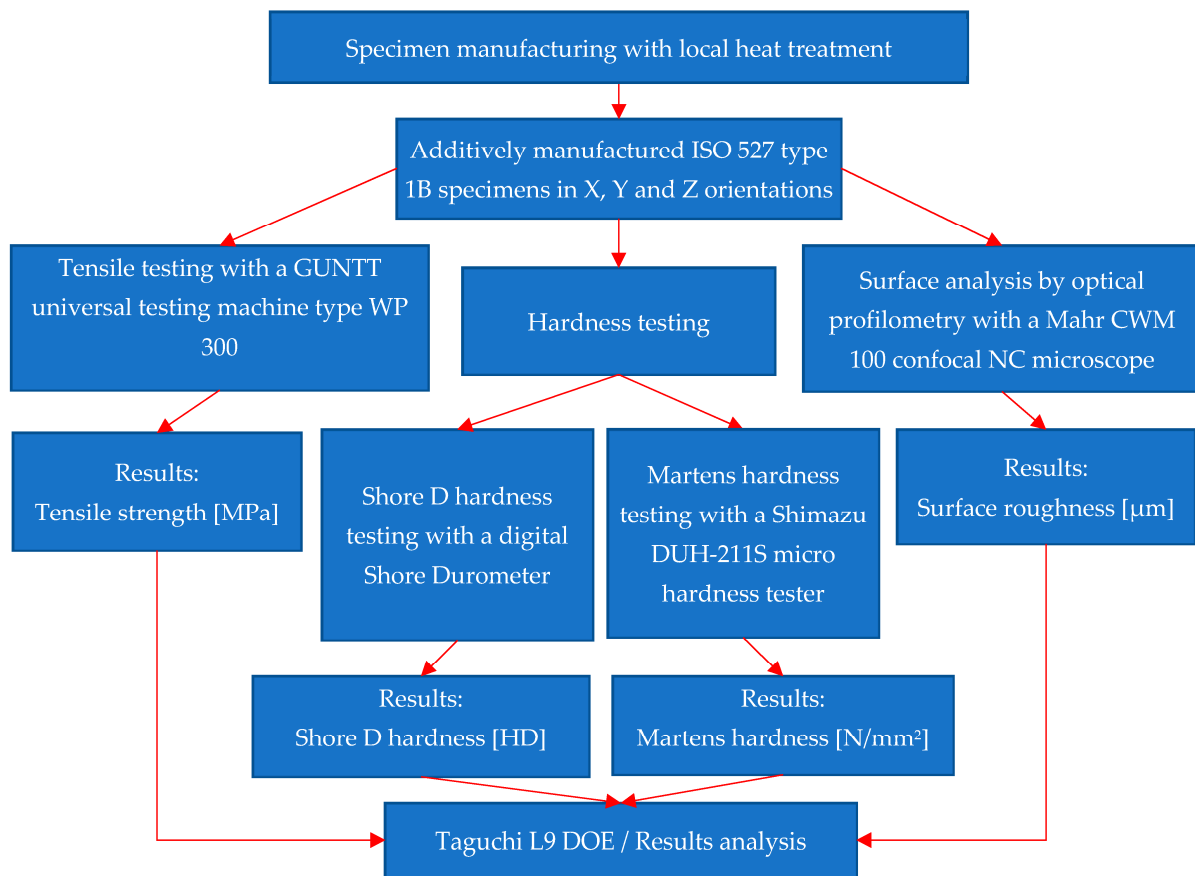 Specimen manufacturing with local heat treatment
Additively manufactured ISO 527 type
1B specimens in X, Y and Z orientations
Tensile testing with a GUNTT
universal testing machine type WP
300
Hardness testing
Surface analysis by optical
profilometry with a Mahr CWM
100 confocal NC microscope
Results:
Tensile strength [MPa]
Shore D hardness
testing with a digital
Shore Durometer
Martens hardness
testing with a Shimazu
DUH-211S micro
hardness tester
Results:
Surface roughness [µm]
Results:
Shore D hardness [HD]
Results:
Martens hardness [N/mm²]
Taguchi L9 DOE / Results analysis